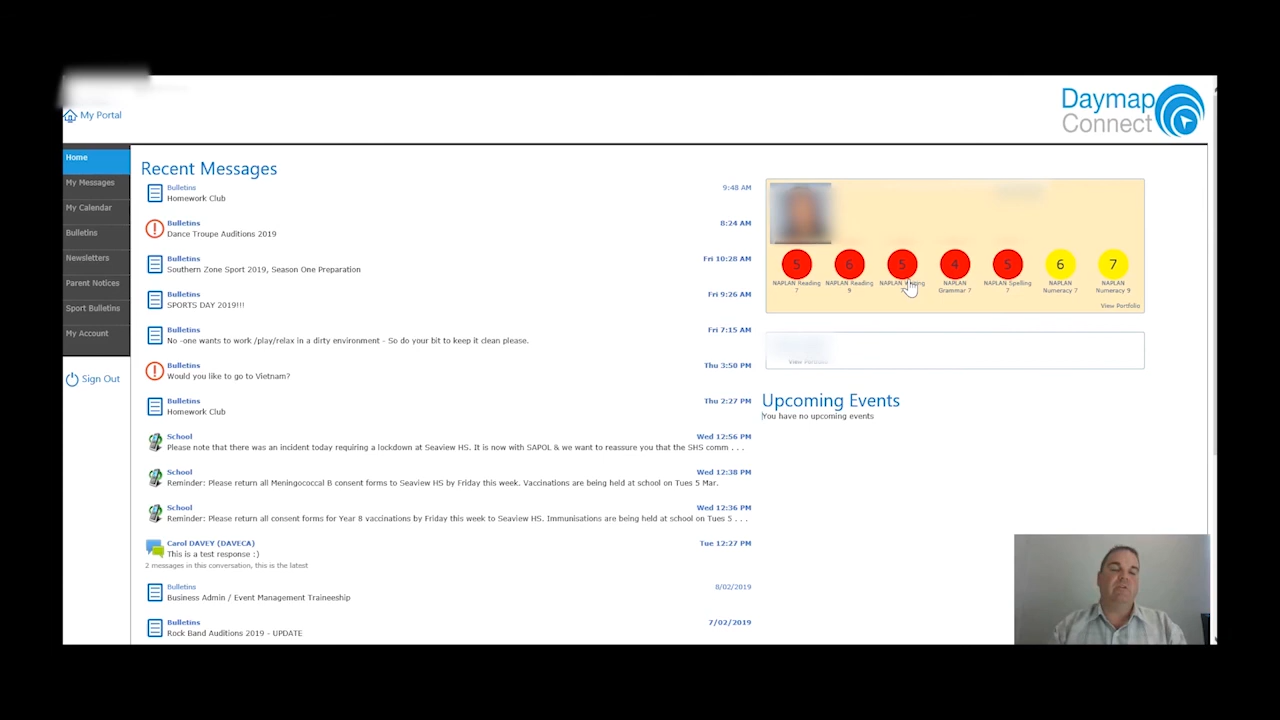 My Portal
Daymap
Connect
Home
My Messages
My Calendar
Bulletins
Newsletters
Parent Notices
Sport Bulletins
My Account
Sign Out
Recent Messages
Bulletins 9:48 AM
Homework Club
Bulletins 8:24 AM
Dance Troupe Auditions 2019
Bulletins Fri 10:28 AM
Southern Zone Sport 2019, Season One Preparation
Bulletins Fri 9:26 AM
SPORTS DAY 2019!!!
Bulletins Fri 7:15 AM
No -one wants to work /play/relax in a dirty environment - So do your bit to keep it clean please.
Bulletins Thu 3:50 PM
Would you like to go to Vietnam?
Bulletins Thu 2:27 PM
Homework Club
School Wed 12:56 PM
Please note that there was an incident today requiring a lockdown at Seaview HS. It is now with SAPOL & we want to reassure you that the SHS comm . . .
School Wed 12:38 PM
Reminder: Please return all Meningococcal B consent forms to Seaview HS by Friday this week. Vaccinations are being held at school on Tues 5 Mar.
School Wed 12:36 PM
Reminder: Please return all consent forms for Year 8 vaccinations by Friday this week to Seaview HS. Immunisations are being held at school on Tues 5 . . .
Carol DAVEY (DAVECA) Tue 12:27 PM
This is a test response :)
2 messages in this conversation, this is the latest
Bulletins 8/02/2019
Business Admin / Event Management Traineeship
Bulletins 7/02/2019
Rock Band Auditions 2019 - UPDATE
5 6 5 4 5 6 7
NAPLAN Reading NAPLAN Reading NAPLAN NAPLAN NAPLAN Spelling NAPLAN NAPLAN
7 9 Grammar 7 7 Numeracy 7 Numeracy 9
View Portfolio
Upcoming Events
You have no upcoming events